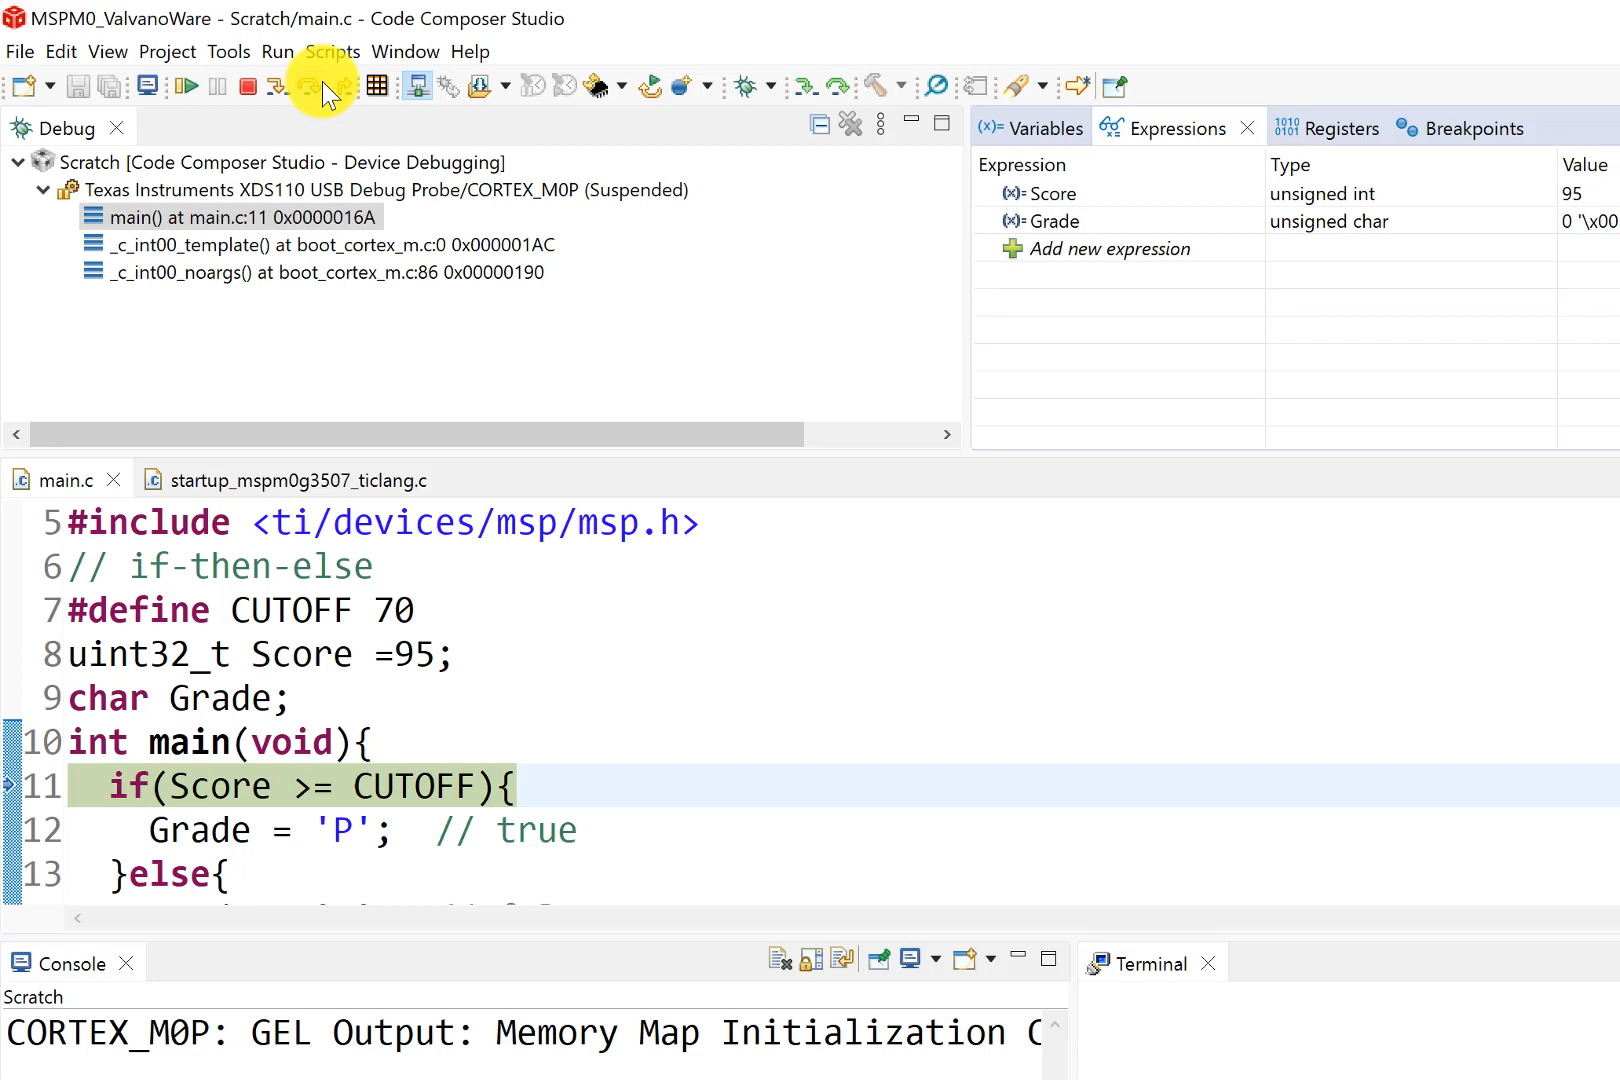 MSPM0_ValvanoWare - Scratch/main.c - Code Composer Studio
File Edit View Project Tools Run Scripts Window Help
Debug
Scratch [Code Composer Studio - Device Debugging]
Texas Instruments XDS110 USB Debug Probe/CORTEX_M0P (Suspended)
main() at main.c:11 0x0000016A
_c_int00_template() at boot_cortex_m.c:0 0x000001AC
_c_int00_noargs() at boot_cortex_m.c:86 0x00000190
(x)= Variables Expressions 1010 0101 Registers Breakpoints
Expression Type Value
(x)= Score unsigned int 95
(x)= Grade unsigned char 0 '\x00
Add new expression
main.c startup_mspm0g3507_ticlang.c
5 #include <ti/devices/msp/msp.h>
6 // if-then-else
7 #define CUTOFF 70
8 uint32_t Score =95;
9 char Grade;
10 int main(void){
11 if(Score >= CUTOFF){
12 Grade = 'P'; // true
13 }else{
Console
Scratch
CORTEX_M0P: GEL Output: Memory Map Initialization C
Terminal